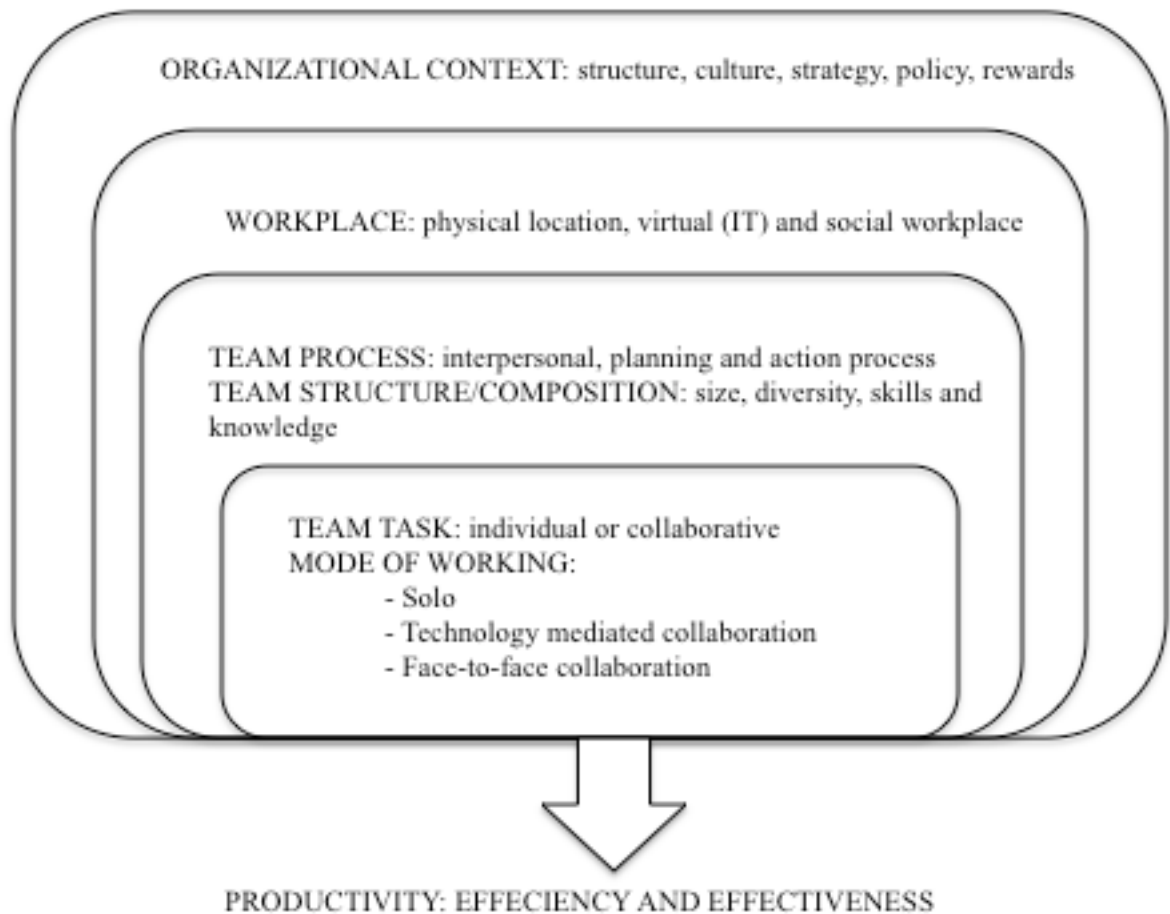 ORGANIZATIONAL CONTEXT: structure, culture, strategy, policy, rewards
WORKPLACE: physical location, virtual (IT) and social workplace
TEAM PROCESS: interpersonal, planning and action process
TEAM STRUCTURE/COMPOSITION: size, diversity, skills and
knowledge
TEAM TASK: individual or collaborative
MODE OF WORKING:
- Solo
- Technology mediated collaboration
- Face-to-face collaboration
PRODUCTIVITY: EFFECIENCY AND EFFECTIVENESS